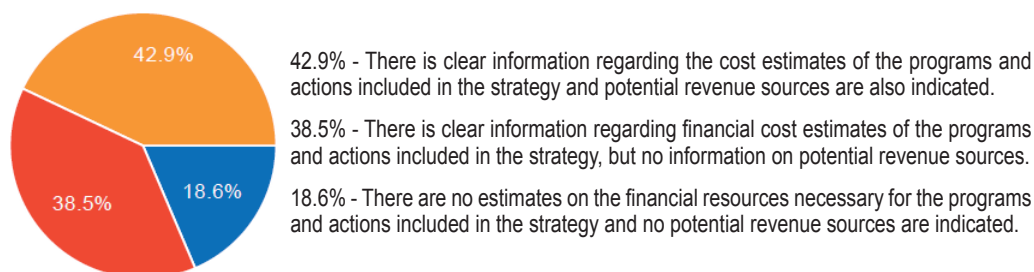 42.9%
38.5%
18.6%
42.9% - There is clear information regarding the cost estimates of the programs and
actions included in the strategy and potential revenue sources are also indicated.
38.5% - There is clear information regarding financial cost estimates of the programs
and actions included in the strategy, but no information on potential revenue sources.
18.6% - There are no estimates on the financial resources necessary for the programs
and actions included in the strategy and no potential revenue sources are indicated.